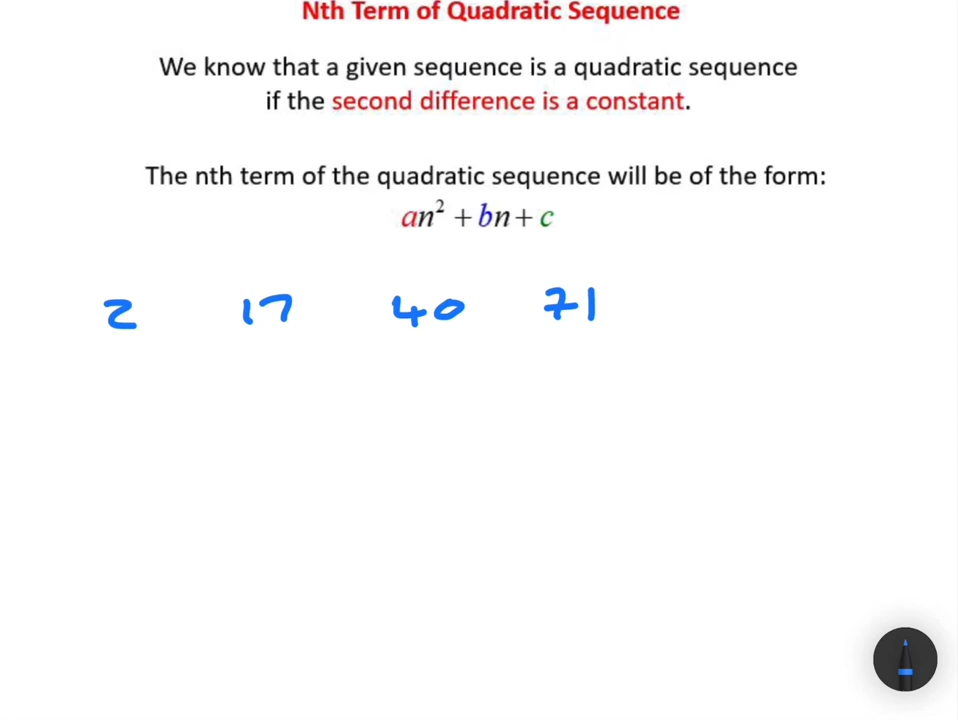 Nth Term of Quadratic Sequence
We know that a given sequence is a quadratic sequence
if the second difference is a constant.
The nth term of the quadratic sequence will be of the form:
an² + bn + c
2 17 40 71